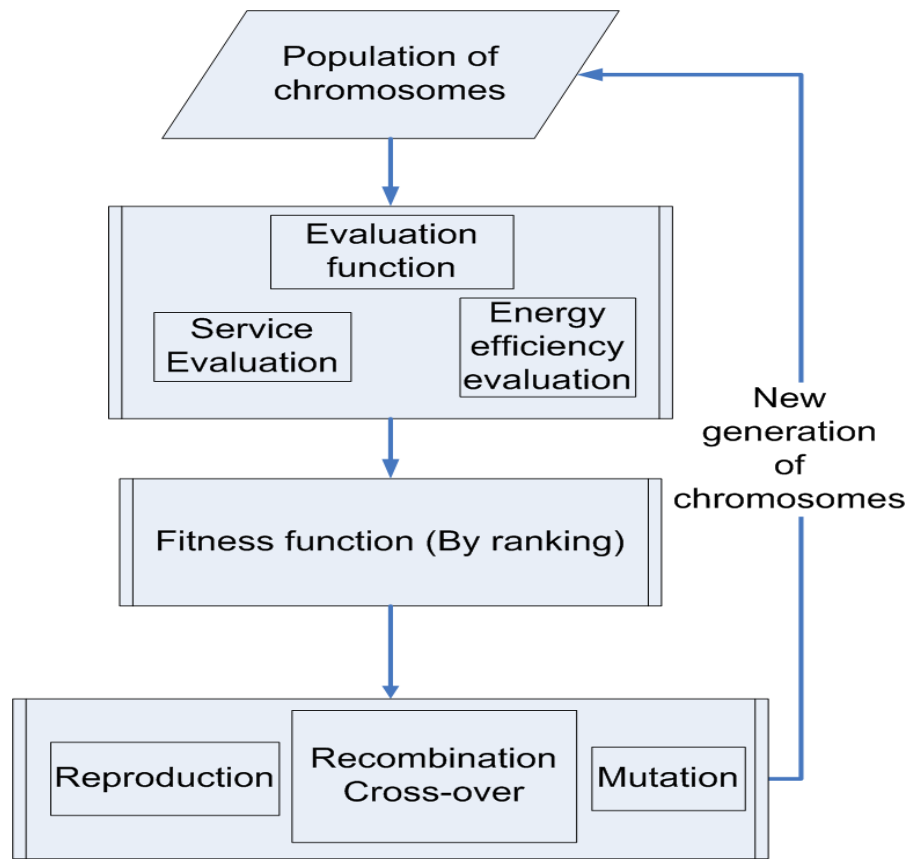 Population of
chromosomes
Evaluation
function
Service
Evaluation
Energy
efficiency
evaluation
New
generation
of
chromosomes
Fitness function (By ranking)
Reproduction
Recombination
Cross-over
Mutation